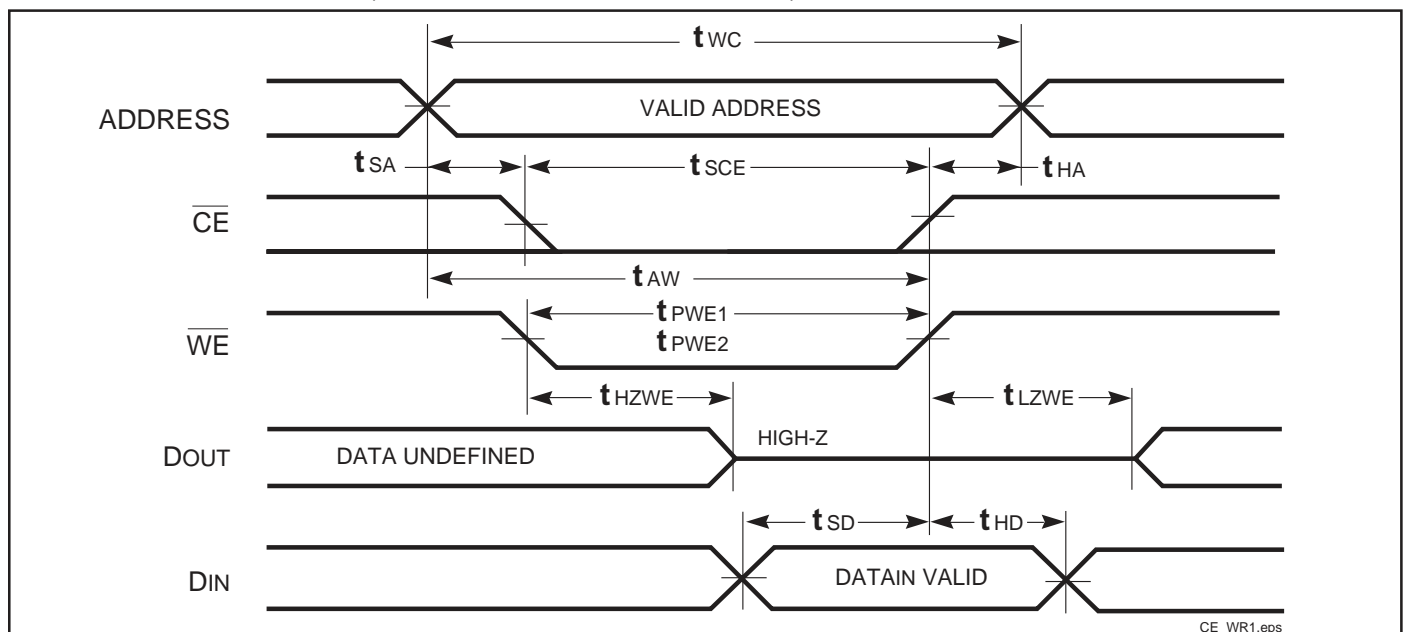 tWC
ADDRESS
VALID ADDRESS
tSA
tSCE
tHA
CE
tAW
tPWE1
WE
tPWE2
tHZWE
tLZWE
HIGH-Z
DOUT
DATA UNDEFINED
tSD
tHD
DIN
DATAIN VALID
CE_WR1.eps